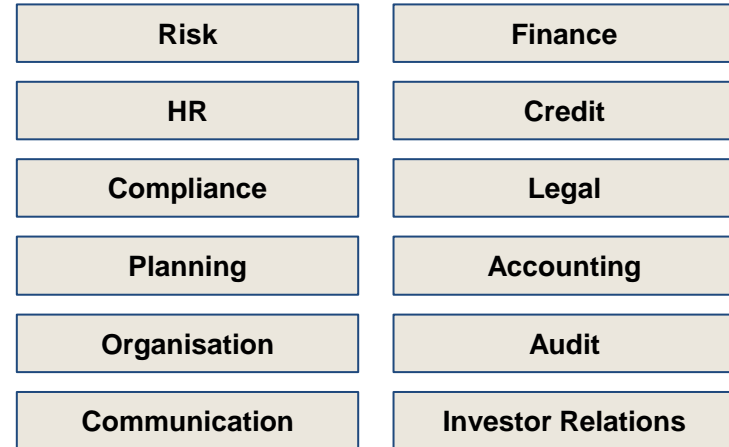 Risk
Finance
HR
Credit
Compliance
Legal
Planning
Accounting
Organisation
Audit
Communication
Investor Relations